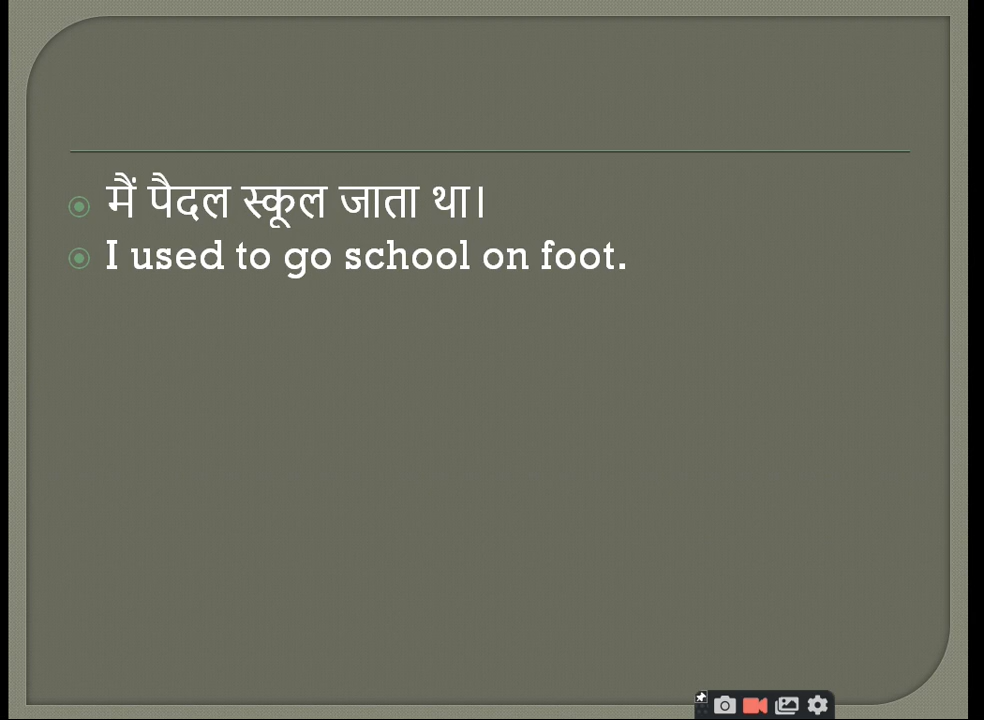 मैं पैदल स्कूल जाता था।
I used to go school on foot.